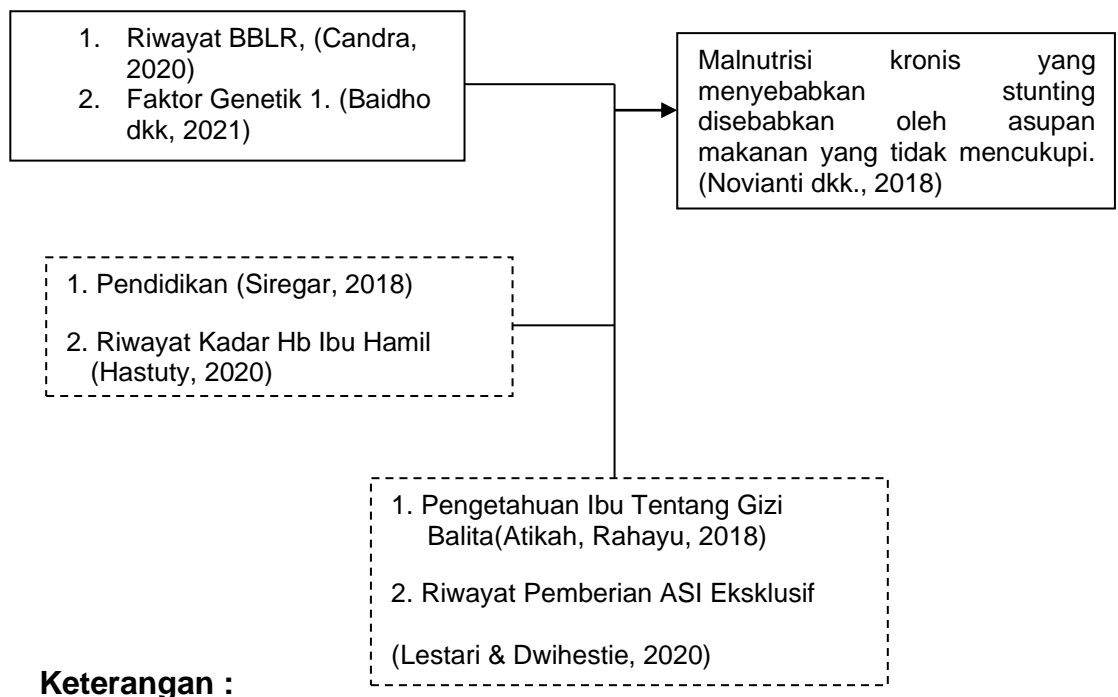 1. Riwayat BBLR, (Candra,
2020)
2. Faktor Genetik 1. (Baidho
dkk, 2021)
Malnutrisi kronis yang
menyebabkan stunting
disebabkan oleh asupan
makanan yang tidak mencukupi.
(Novianti dkk., 2018)
1. Pendidikan (Siregar, 2018)
2. Riwayat Kadar Hb Ibu Hamil
(Hastuty, 2020)
1. Pengetahuan Ibu Tentang Gizi
Balita(Atikah, Rahayu, 2018)
2. Riwayat Pemberian ASI Eksklusif
(Lestari & Dwihestie, 2020)
Keterangan :